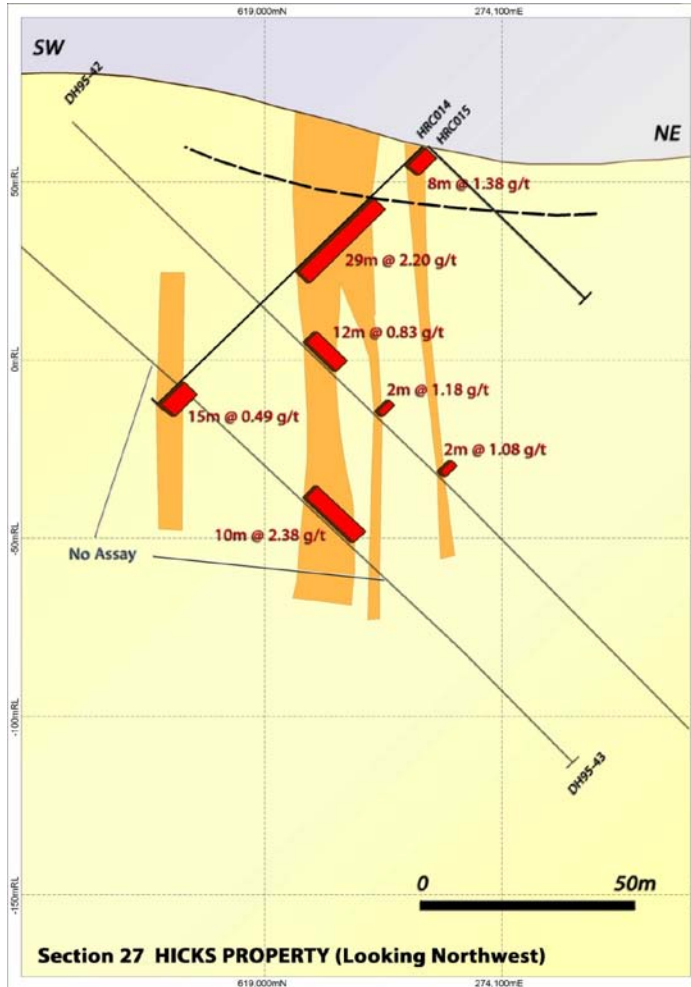 619,000mN
274,100mE
SW
DH95-42
HRC014
HRC015
NE
50mRL
8m @ 1.38 g/t
29m @ 2.20 g/t
12m @ 0.83 g/t
0mRL
2m @ 1.18 g/t
15m @ 0.49 g/t
2m @ 1.08 g/t
10m @ 2.38 g/t
-50mRL
No Assay
-100mRL
DH95-43
0
50m
-150mRL
Section 27 HICKS PROPERTY (Looking Northwest)
619,000mN
274,100mE